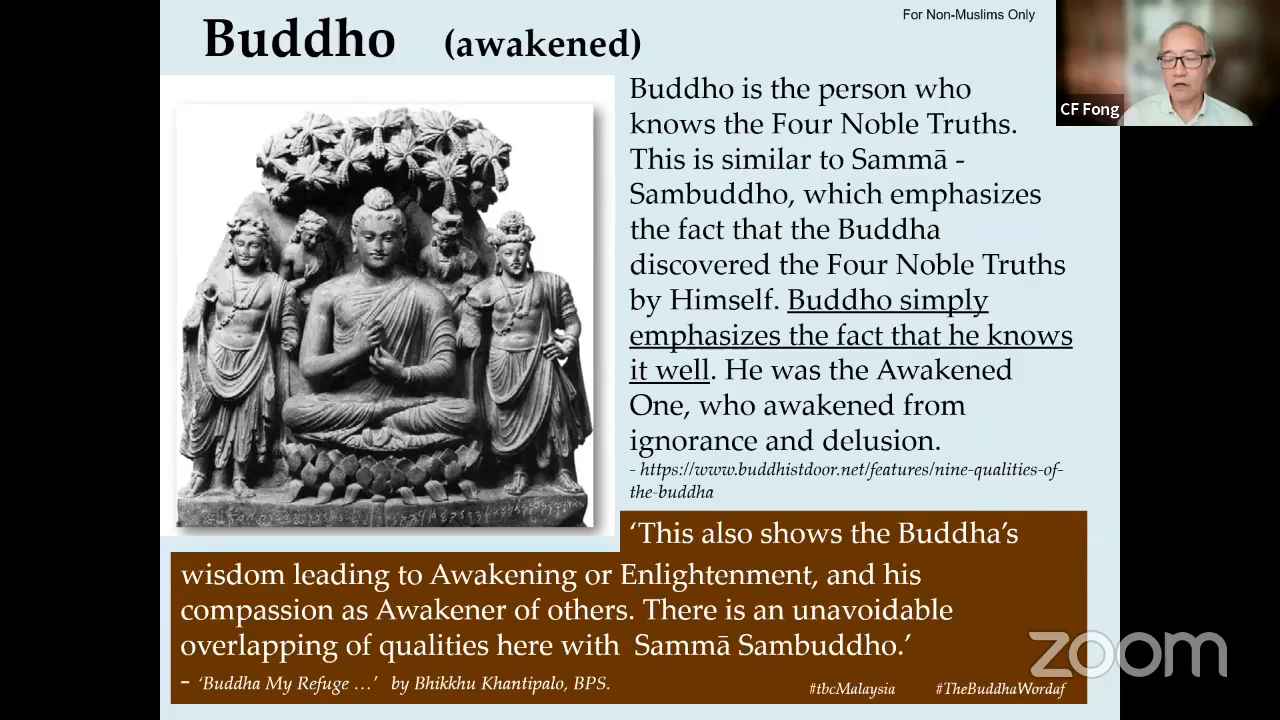 For Non-Muslims Only
Buddho (awakened)
CF Fong
Buddho is the person who
knows the Four Noble Truths.
This is similar to Sammā -
Sambuddho, which emphasizes
the fact that the Buddha
discovered the Four Noble Truths
by Himself. Buddho simply
emphasizes the fact that he knows
it well. He was the Awakened
One, who awakened from
ignorance and delusion.
- https://www.buddhistdoor.net/features/nine-qualities-of-
the-buddha
‘This also shows the Buddha’s
wisdom leading to Awakening or Enlightenment, and his
compassion as Awakener of others. There is an unavoidable
overlapping of qualities here with Sammā Sambuddho.’
- ‘Buddha My Refuge …’ by Bhikkhu Khantipalo, BPS.
#tbcMalaysia #TheBuddhaWordaf
zoom